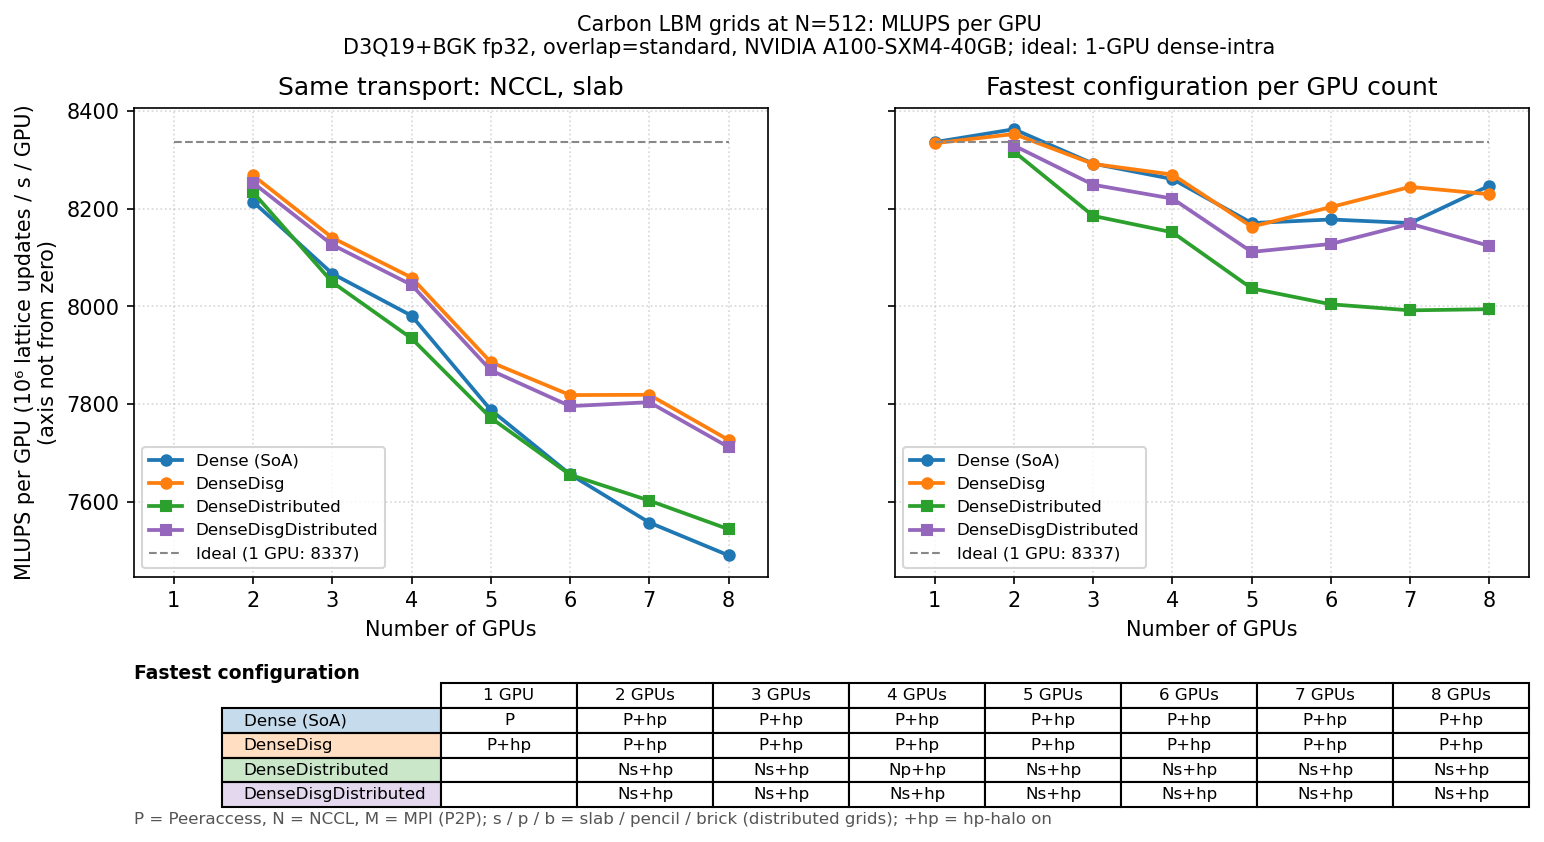 Carbon LBM grids at N=512: MLUPS per GPU
D3Q19+BGK fp32, overlap=standard, NVIDIA A100-SXM4-40GB; ideal: 1-GPU dense-intra
Same transport: NCCL, slab
MLUPS per GPU (10⁶ lattice updates / s / GPU)
(axis not from zero)
8400
8200
8000
7800
7600
Dense (SoA)
DenseDisg
DenseDistributed
DenseDisgDistributed
Ideal (1 GPU: 8337)
1 2 3 4 5 6 7 8
Number of GPUs
Fastest configuration per GPU count
Dense (SoA)
DenseDisg
DenseDistributed
DenseDisgDistributed
Ideal (1 GPU: 8337)
1 2 3 4 5 6 7 8
Number of GPUs
Fastest configuration
1 GPU 2 GPUs 3 GPUs 4 GPUs 5 GPUs 6 GPUs 7 GPUs 8 GPUs
Dense (SoA) P P+hp P+hp P+hp P+hp P+hp P+hp P+hp
DenseDisg P+hp P+hp P+hp P+hp P+hp P+hp P+hp P+hp
DenseDistributed Ns+hp Ns+hp Np+hp Ns+hp Ns+hp Ns+hp Ns+hp
DenseDisgDistributed Ns+hp Ns+hp Ns+hp Ns+hp Ns+hp Ns+hp Ns+hp
P = Peeraccess, N = NCCL, M = MPI (P2P); s / p / b = slab / pencil / brick (distributed grids); +hp = hp-halo on